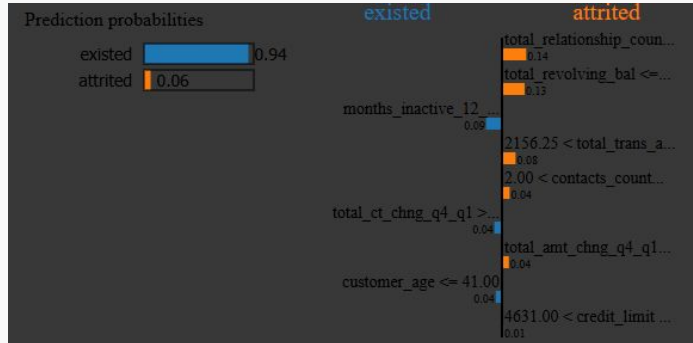 Prediction probabilities
existed 0.94
attrited 0.06
existed attrited
total_relationship_coun...
0.14
total_revolving_bal <=...
0.13
months_inactive_12_...
0.09
2156.25 < total_trans_a...
0.08
2.00 < contacts_count...
0.04
total_ct_chng_q4_q1 >...
0.04
total_amt_chng_q4_q1...
0.04
customer_age <= 41.00
0.04
4631.00 < credit_limit ...
0.01